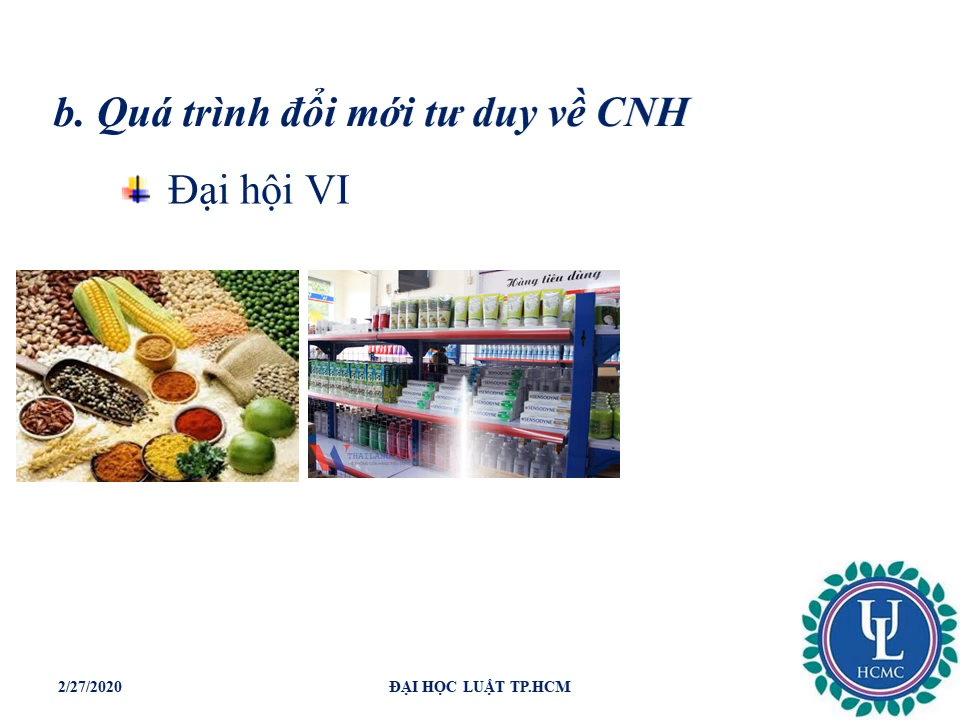 b. Quá trình đổi mới tư duy về CNH
Đại hội VI
Hàng tiêu dùng
SENSODYNE
SENSODYNE
SENSODYNE
UL
HCMC
2/27/2020
ĐẠI HỌC LUẬT TP.HCM